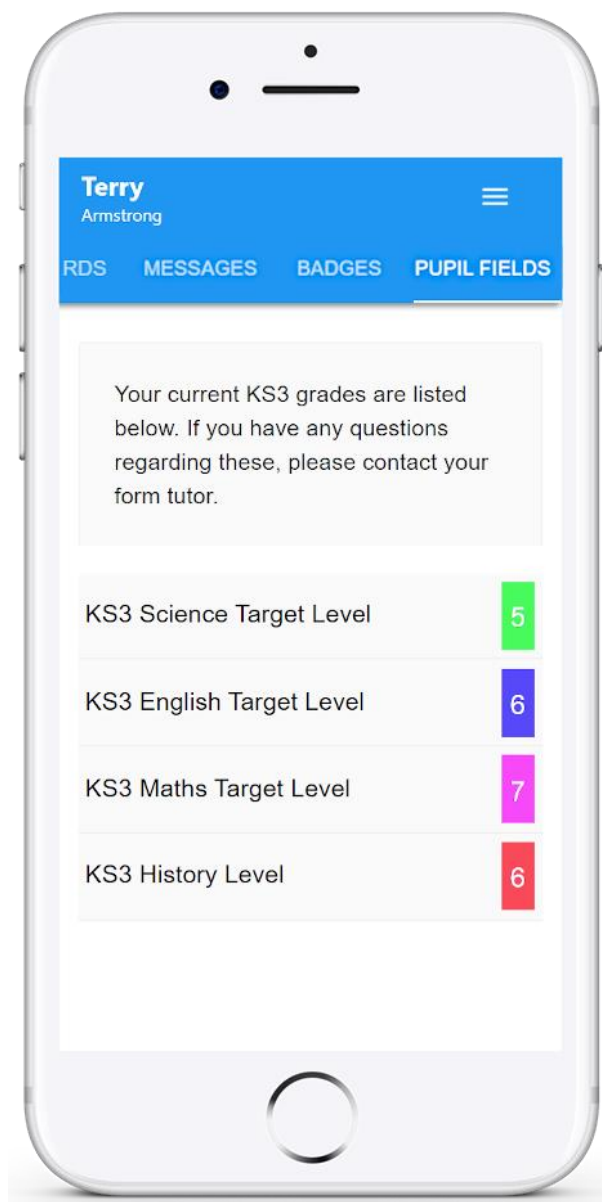 Terry
Armstrong
RDS MESSAGES BADGES PUPIL FIELDS
Your current KS3 grades are listed
below. If you have any questions
regarding these, please contact your
form tutor.
KS3 Science Target Level 5
KS3 English Target Level 6
KS3 Maths Target Level 7
KS3 History Level 6